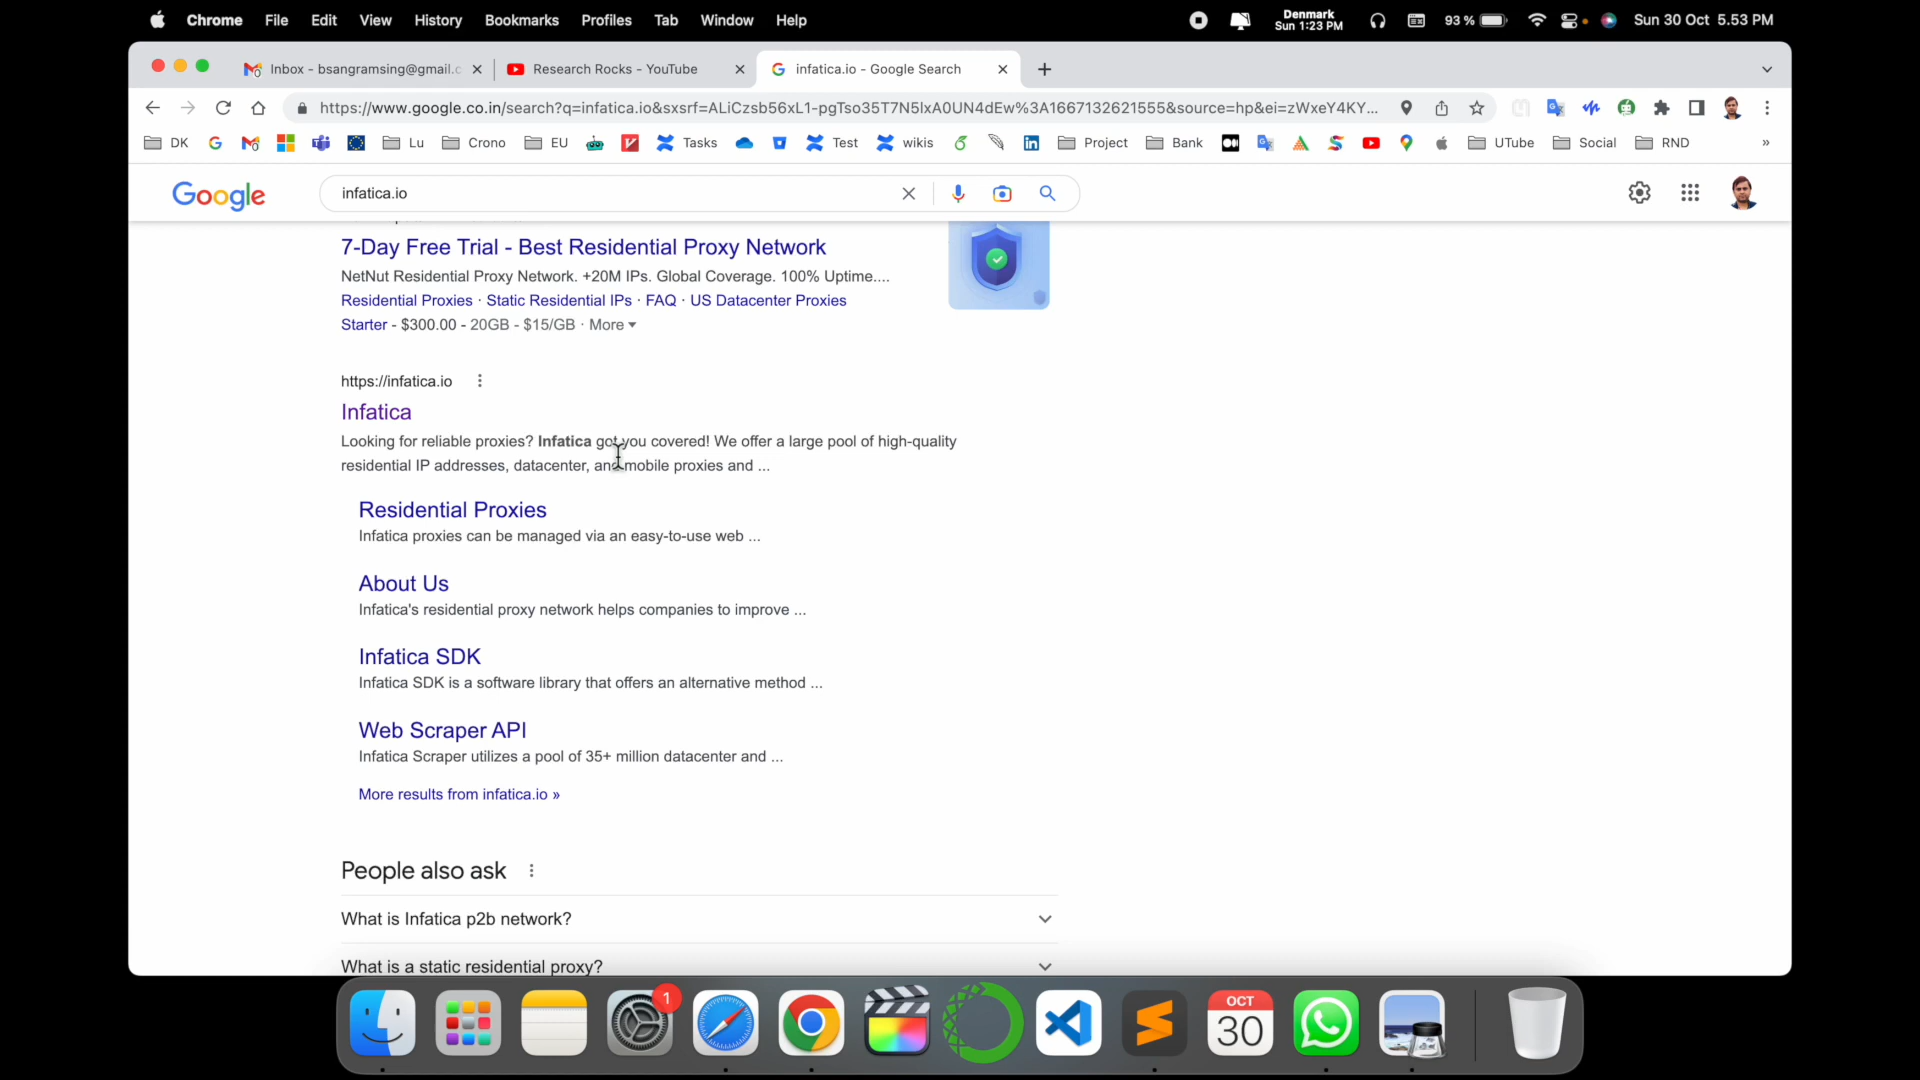 Chrome File Edit View History Bookmarks Profiles Tab Window Help
Denmark
Sun 1:23 PM
93 %
Sun 30 Oct 5.53 PM
Inbox - bsangramsing@gmail.c
Research Rocks - YouTube
infatica.io - Google Search
https://www.google.co.in/search?q=infatica.io&sxsrf=ALiCzsb56xL1-pgTso35T7N5lxA0UN4dEw%3A1667132621555&source=hp&ei=zWxeY4KY...
DK Lu Crono EU Tasks Test wikis Project Bank UTube Social RND »
Google
infatica.io
7-Day Free Trial - Best Residential Proxy Network
NetNut Residential Proxy Network. +20M IPs. Global Coverage. 100% Uptime....
Residential Proxies · Static Residential IPs · FAQ · US Datacenter Proxies
Starter - $300.00 - 20GB - $15/GB · More
https://infatica.io
Infatica
Looking for reliable proxies? Infatica got you covered! We offer a large pool of high-quality
residential IP addresses, datacenter, and mobile proxies and ...
Residential Proxies
Infatica proxies can be managed via an easy-to-use web ...
About Us
Infatica's residential proxy network helps companies to improve ...
Infatica SDK
Infatica SDK is a software library that offers an alternative method ...
Web Scraper API
Infatica Scraper utilizes a pool of 35+ million datacenter and ...
More results from infatica.io »
People also ask
What is Infatica p2b network?
What is a static residential proxy?
1
OCT
30